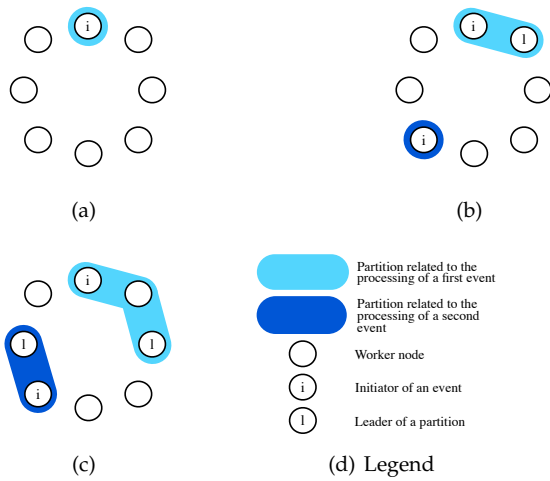 i
i
l
i
(a)
(b)
i
l
l
i
(c)
Partition related to the
processing of a first event
Partition related to the
processing of a second
event
Worker node
i
Initiator of an event
l
Leader of a partition
(d) Legend